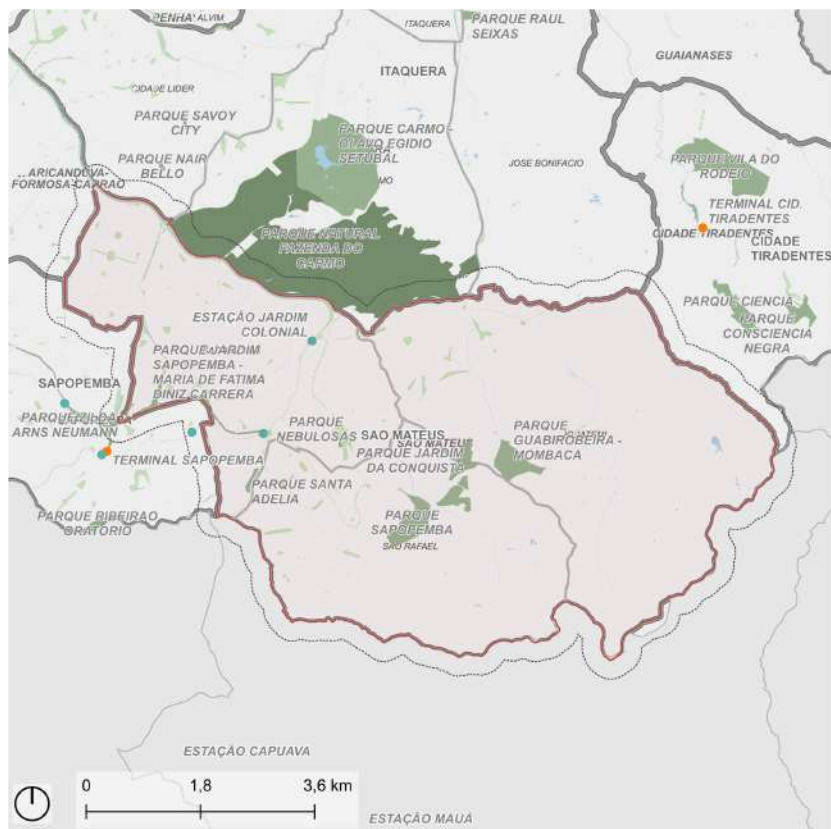 PENHA
ALVIM
ITAQUERA
PARQUE RAUL
SEIXAS
GUAIANASES
ITAQUERA
CIDADE LIDER
PARQUE SAVOY
CITY
PARQUE CARMO -
OLAVO EGIDIO
SETUBAL
MO
PARQUE NAIR
BELLO
JOSE BONIFACIO
PARQUE VILA DO
RODEIO
ARICANDUVA-
FORMOSA-CARRAO
TERMINAL CID.
TIRADENTES
CIDADE TIRADENTES
CIDADE
TIRADENTES
PARQUE NATURAL
FAZENDA DO
CARMO
PARQUE CIENCIA
PARQUE
CONSCIENCIA
NEGRA
ESTAÇÃO JARDIM
COLONIAL
PARQUE JARDIM
SAPOPEMBA -
MARIA DE FATIMA
DINIZ CARRERA
SAPOPEMBA
PARQUE ZILDA
ARNS NEUMANN
TERMINAL SAPOPEMBA
PARQUE
NEBULOSAS
SAO MATEUS
SAO MATEUS
PARQUE JARDIM
DA CONQUISTA
PARQUE
GUABIROBEIRA -
MOMBACA
PARQUE SANTA
ADELIA
PARQUE RIBEIRAO
ORATORIO
PARQUE
SAPOPEMBA
SAO RAFAEL
ESTAÇÃO CAPUAVA
0 1,8 3,6 km
ESTAÇÃO MAUÁ